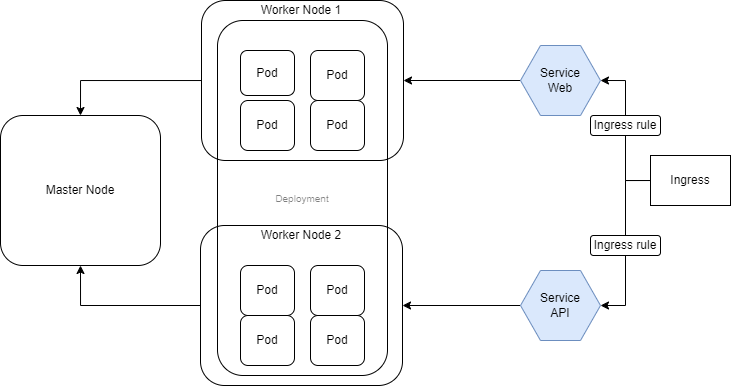 Worker Node 1
Pod
Pod
Pod
Pod
Service
Web
Ingress rule
Master Node
Ingress
Deployment
Worker Node 2
Ingress rule
Pod
Pod
Service
API
Pod
Pod